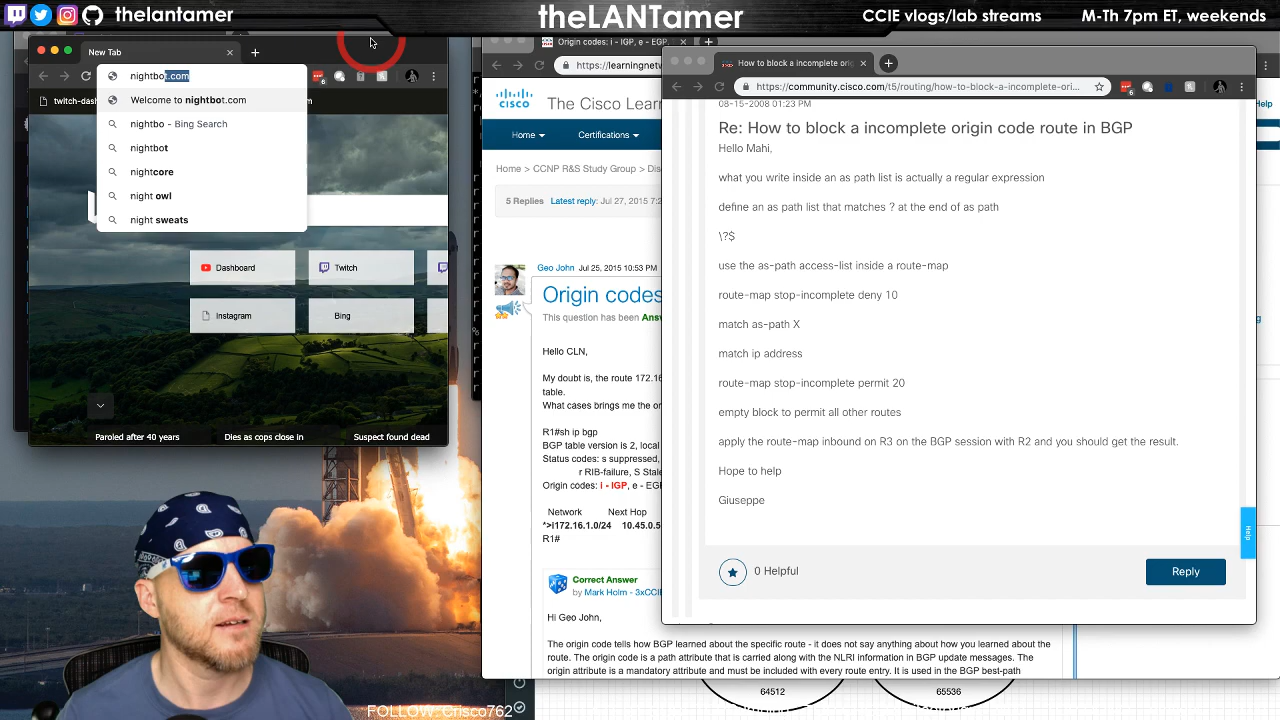 theLANTamer
theLANTamer
CCIE vlogs/lab streams
M-Th 7pm ET, weekends
New Tab
nightbot.com
Welcome to nightbot.com
nightbo - Bing Search
nightbot
nightcore
night owl
night sweats
twitch-das
Dashboard
Twitch
Instagram
Bing
Paroled after 40 years
Dies as cops close in
Suspect found dead
Origin codes: i - IGP, e - EGP,
https://learningnetw
CISCO
The Cisco Lear
Home
Certifications
Home > CCNP R&S Study Group > Dis
5 Replies Latest reply: Jul 27, 2015 7:2
Geo John Jul 25, 2015 10:53 PM
Origin codes
This question has been Answ
Hello CLN,
My doubt is, the route 172.16
table.
What cases brings me the or
R1#sh ip bgp
BGP table version is 2, local
Status codes: s suppressed,
r RIB-failure, S Stale
Origin codes: i - IGP, e - EGF
Network Next Hop
*>i172.16.1.0/24 10.45.0.5
R1#
Correct Answer
by Mark Holm - 3xCCIE
Hi Geo John,
The origin code tells how BGP learned about the specific route - it does not say anything about how you learned about the
route. The origin code is a path attribute that is carried along with the NLRI information in BGP update messages. The
origin attribute is a mandatory attribute and must be included with every route entry. It is used in the BGP best-path
How to block a incomplete orig
https://community.cisco.com/t5/routing/how-to-block-a-incomplete-ori...
08-15-2008 01:23 PM
Re: How to block a incomplete origin code route in BGP
Hello Mahi,
what you write inside an as path list is actually a regular expression
define an as path list that matches ? at the end of as path
\?$
use the as-path access-list inside a route-map
route-map stop-incomplete deny 10
match as-path X
match ip address
route-map stop-incomplete permit 20
empty block to permit all other routes
apply the route-map inbound on R3 on the BGP session with R2 and you should get the result.
Hope to help
Giuseppe
0 Helpful
Reply
Help
Help
64512
65536
FOLLOW: Crisco762